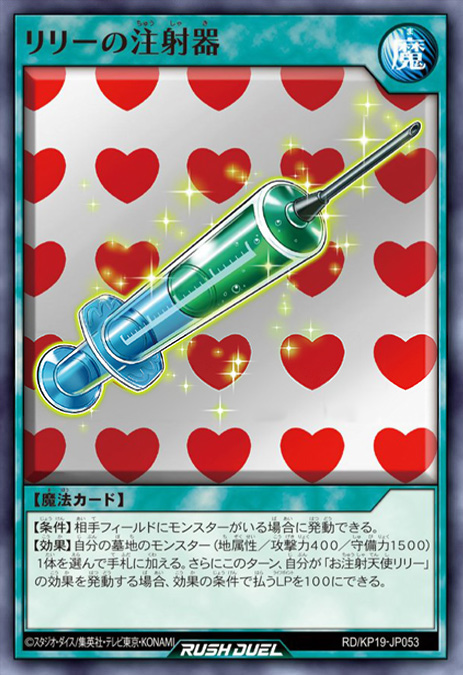 リリーの注射器
魔
【魔法カード】
【条件】相手フィールドにモンスターがいる場合に発動できる。
【効果】自分の墓地のモンスター(地属性／攻撃力400／守備力1500)
1体を選んで手札に加える。さらにこのターン、自分が「お注射天使リリー」
の効果を発動する場合、効果の条件で払うLPを100にできる。
©スタジオ・ダイス/集英社・テレビ東京・KONAMI
RUSH DUEL
RD/KP19-JP053